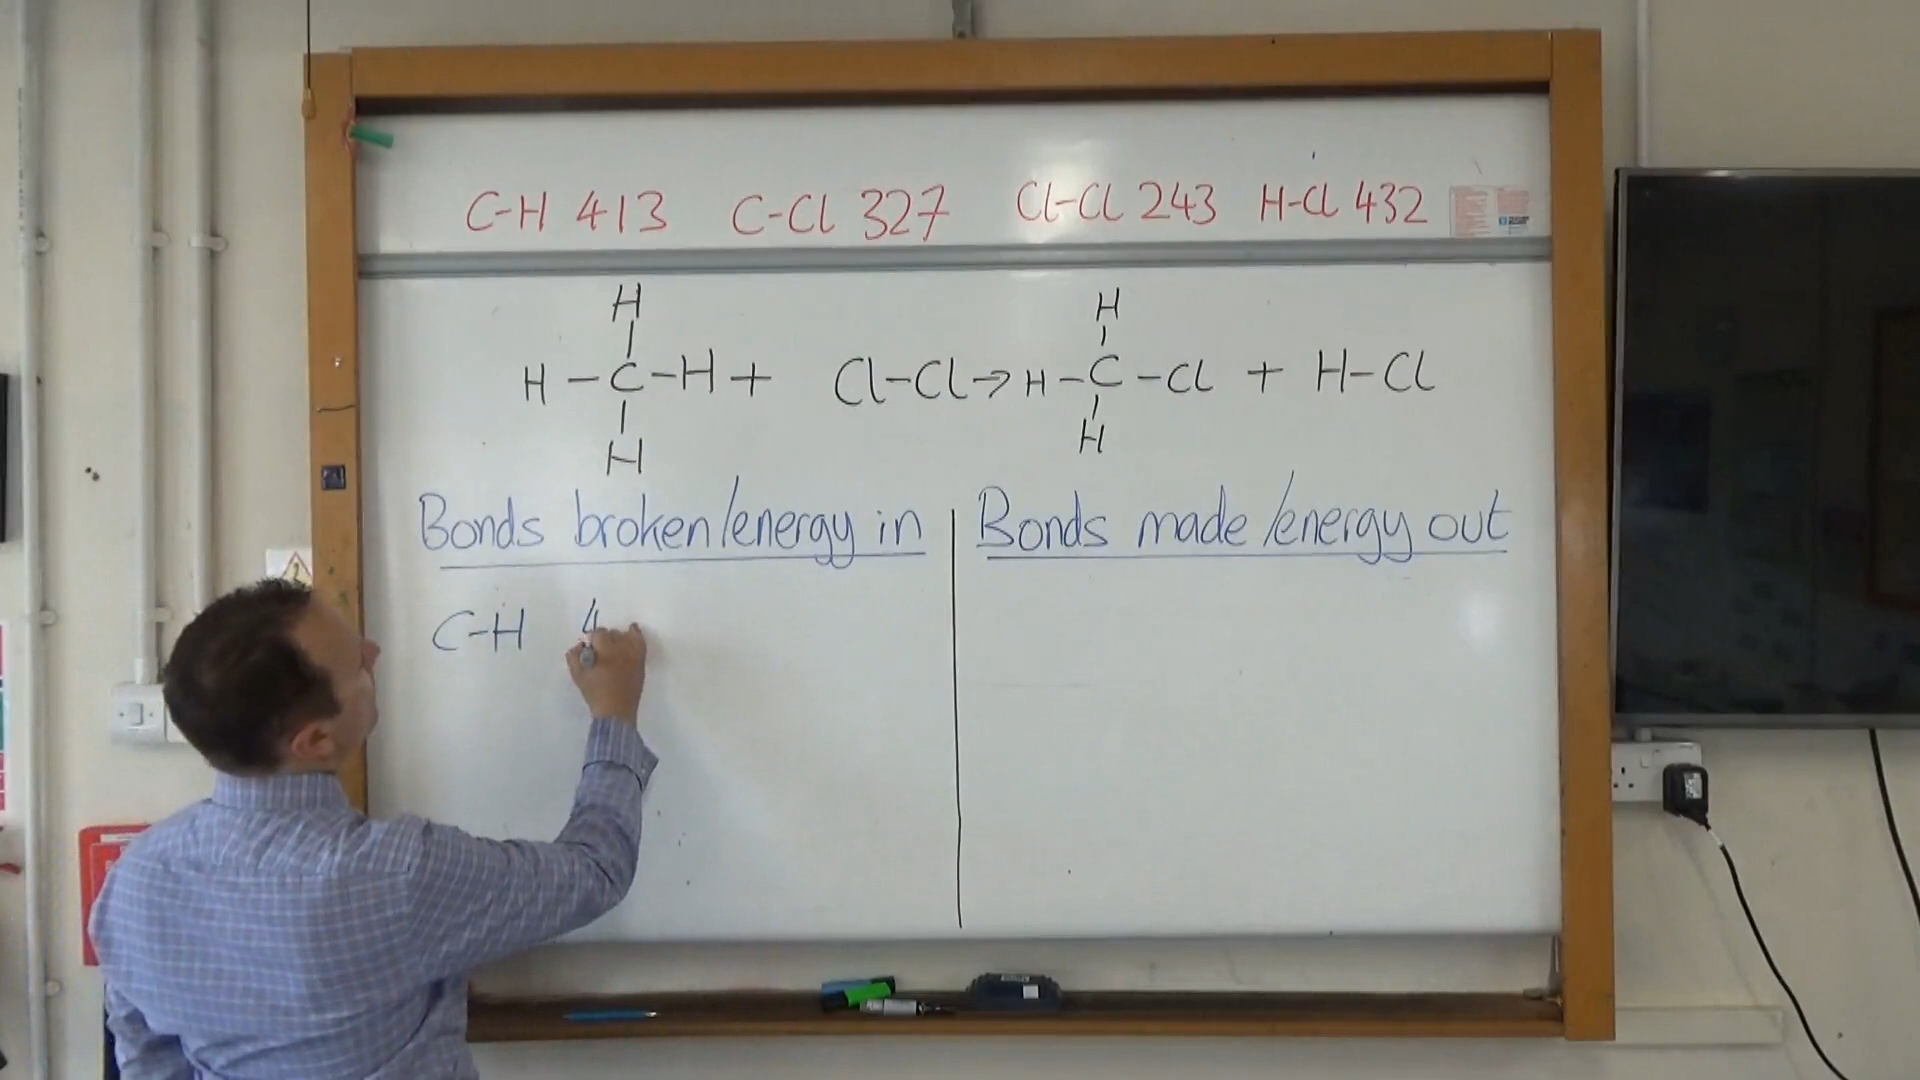 C-H 413 C-Cl 327 Cl-Cl 243 H-Cl 432
H H
H-C-H + Cl-Cl → H-C-Cl + H-Cl
H H
Bonds broken/energy in
C-H 4
Bonds made/energy out